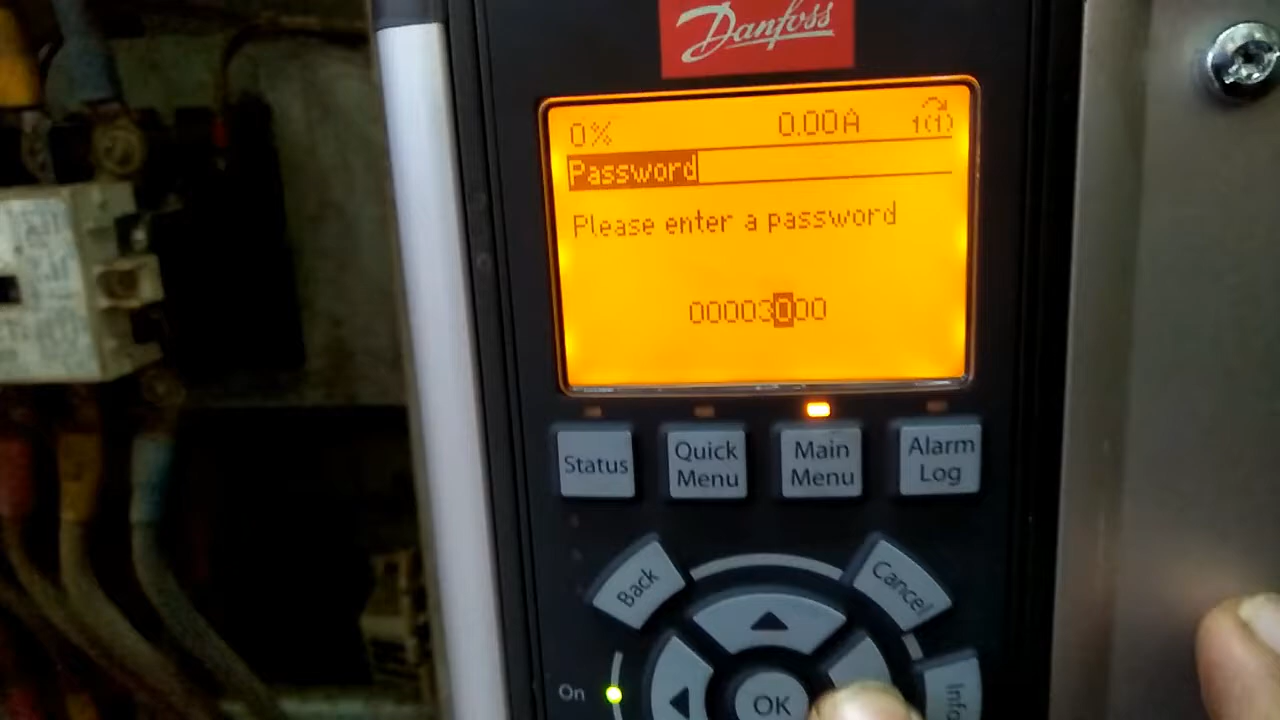 Danfoss
0% 0.00A 1(1)
Password
Please enter a password
00003000
Status Quick Menu Main Menu Alarm Log
Back Cancel
On OK Info